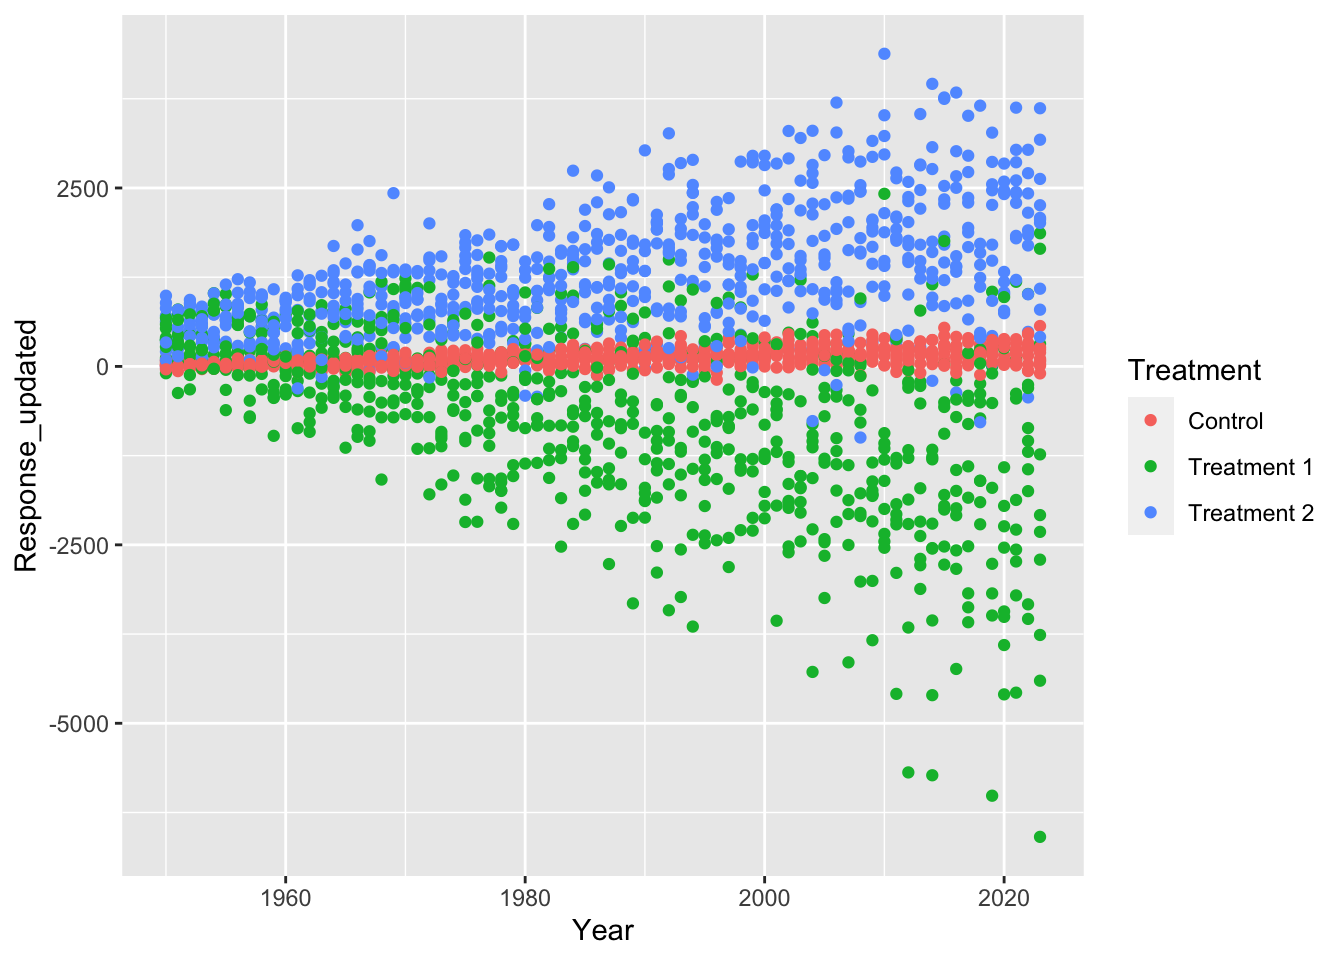 Response_updated
2500
0
-2500
-5000
1960
1980
2000
2020
Year
Treatment
Control
Treatment 1
Treatment 2